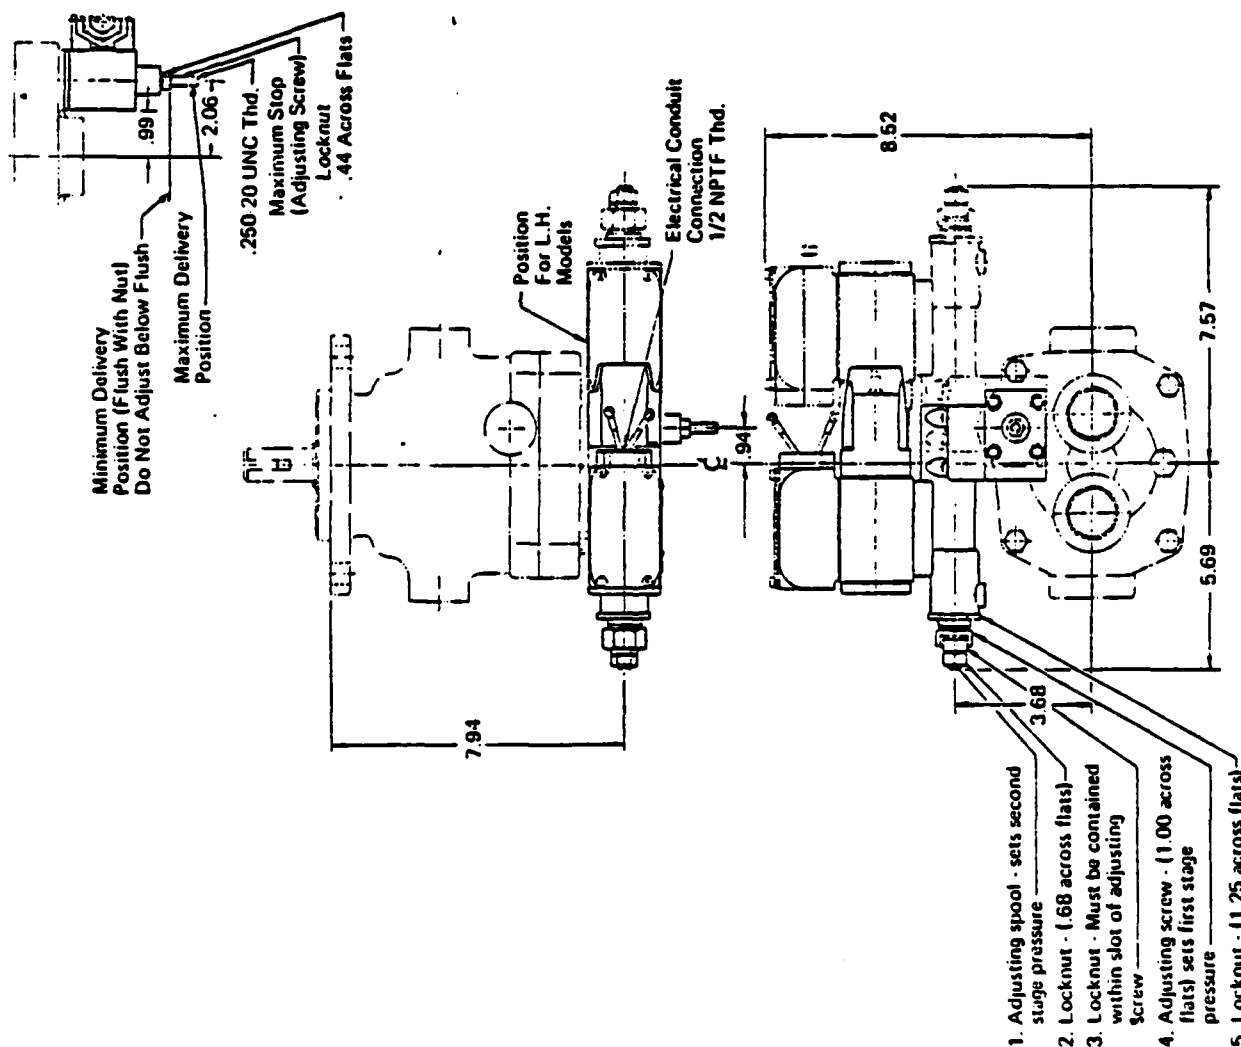 Minimum Delivery
Position (Flush With Nut)
Do Not Adjust Below Flush
Maximum Delivery
Position
.99
2.06
.250-20 UNC Thd.
Maximum Stop
(Adjusting Screw)
Locknut
.44 Across Flats
Position
For L.H.
Models
Electrical Conduit
Connection
1/2 NPTF Thd.
7.94
.94
8.52
7.57
5.69
3.68
1. Adjusting spool - sets second
stage pressure
2. Locknut - (.68 across flats)
3. Locknut - Must be contained
within slot of adjusting
screw
4. Adjusting screw - (1.00 across
flats) sets first stage
pressure
5. Locknut - (1.25 across flats)